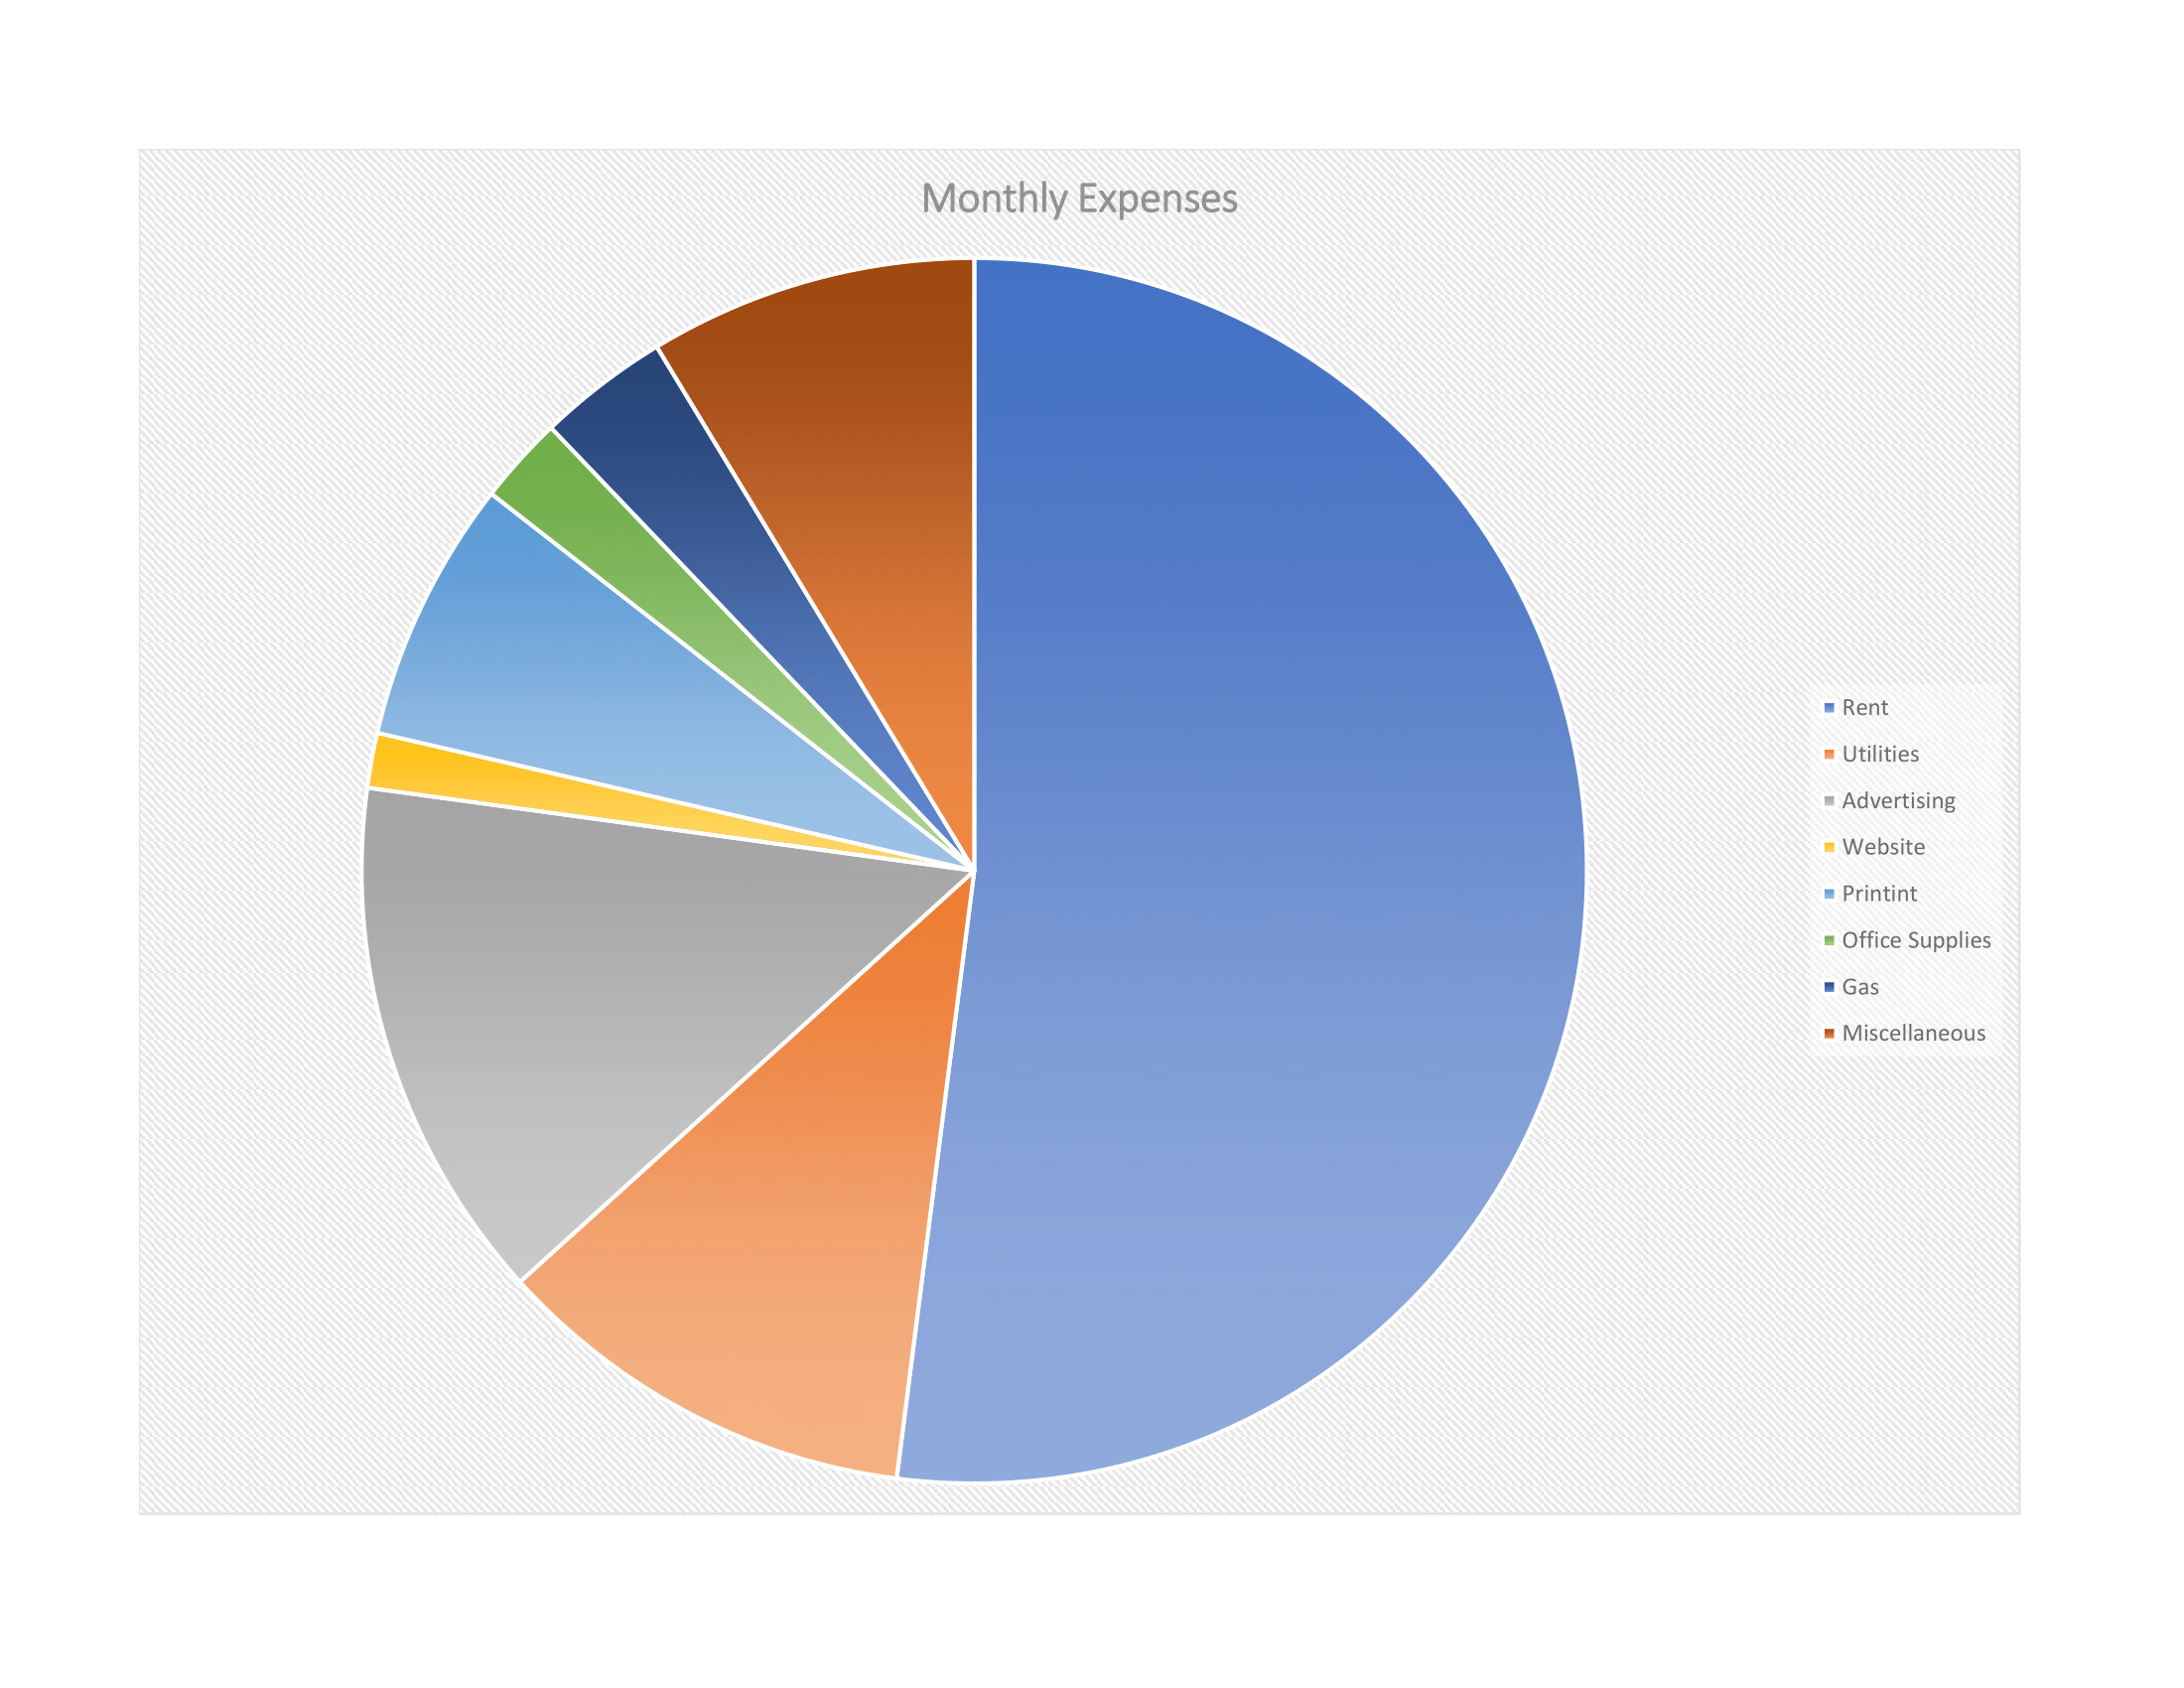 Monthly Expenses
Rent
Utilities
Advertising
Website
Printint
Office Supplies
Gas
Miscellaneous